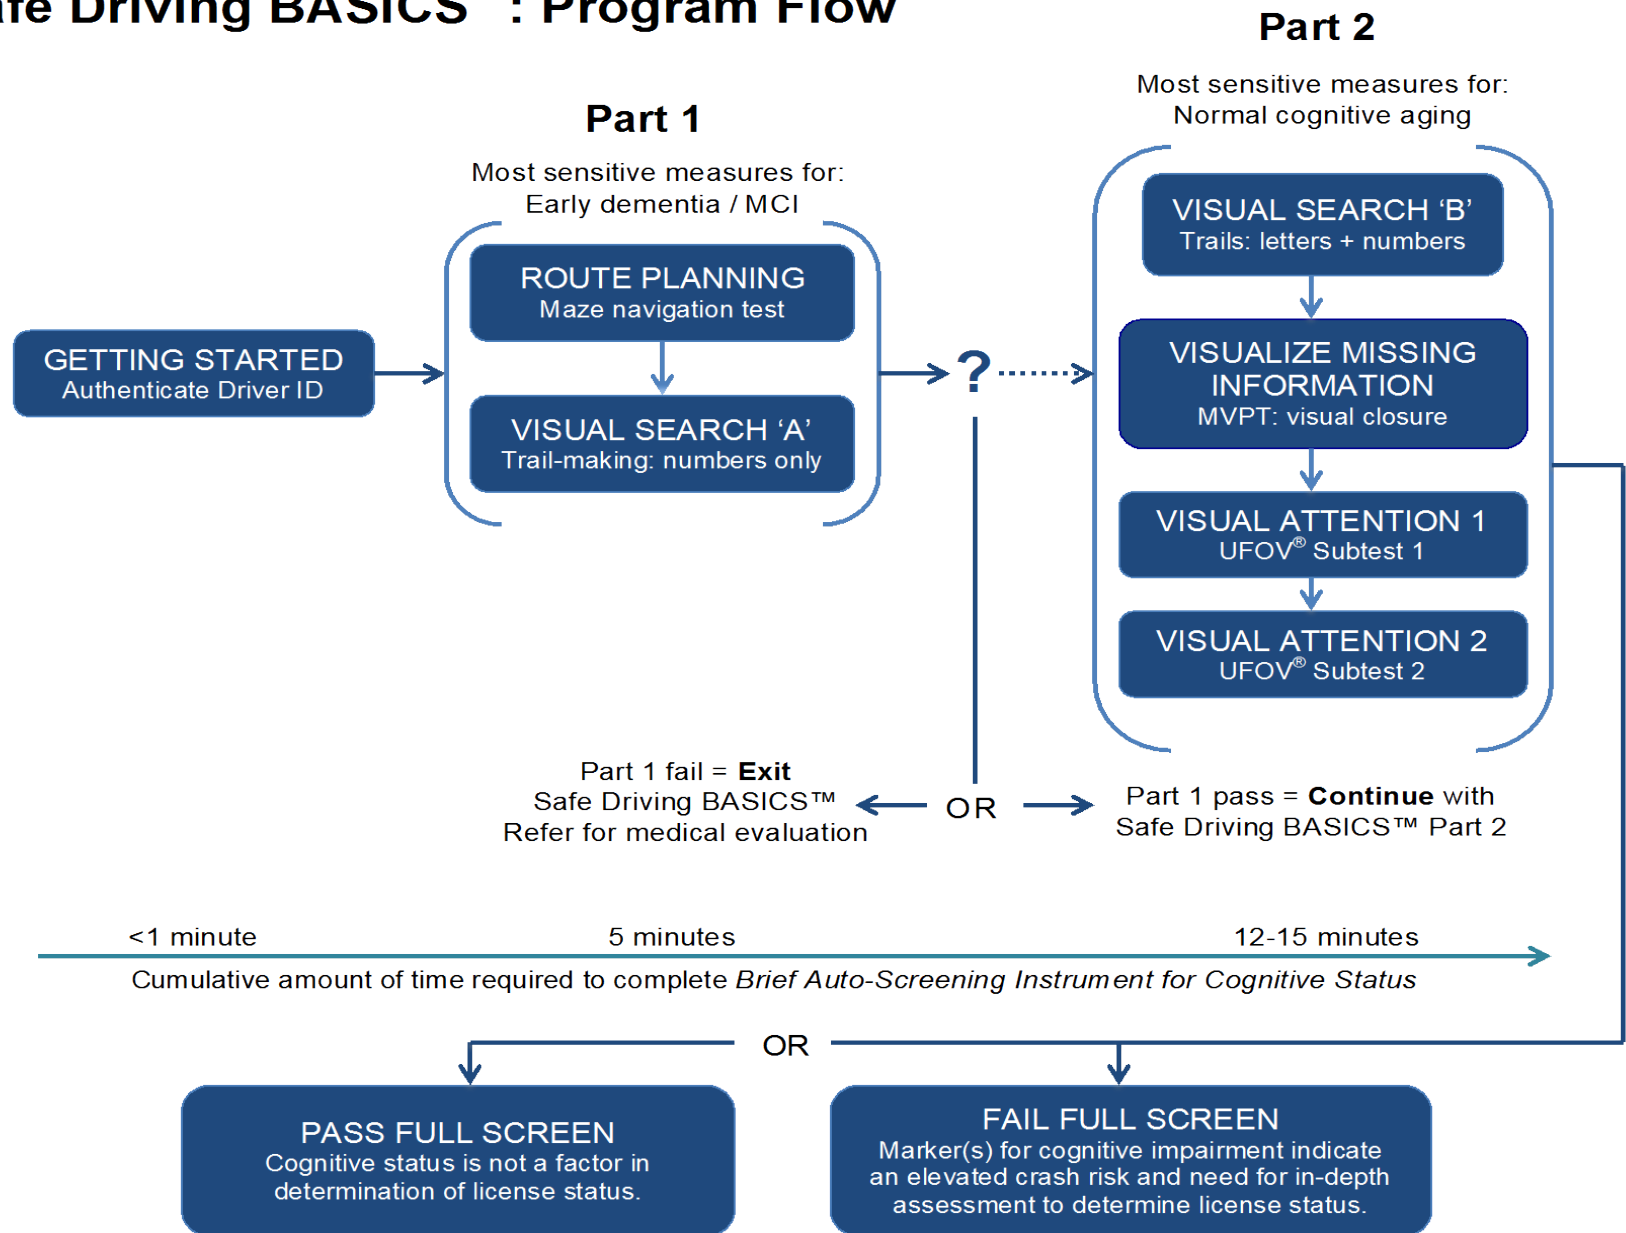 afe Driving BASICS : Program Flow
Part 1
Most sensitive measures for:
Early dementia / MCI
Part 2
Most sensitive measures for:
Normal cognitive aging
GETTING STARTED
Authenticate Driver ID
ROUTE PLANNING
Maze navigation test
VISUAL SEARCH ‘A’
Trail-making: numbers only
?
VISUAL SEARCH ‘B’
Trails: letters + numbers
VISUALIZE MISSING
INFORMATION
MVPT: visual closure
VISUAL ATTENTION 1
UFOV® Subtest 1
VISUAL ATTENTION 2
UFOV® Subtest 2
Part 1 fail = Exit
Safe Driving BASICS™
Refer for medical evaluation
OR
Part 1 pass = Continue with
Safe Driving BASICS™ Part 2
<1 minute
5 minutes
12-15 minutes
Cumulative amount of time required to complete Brief Auto-Screening Instrument for Cognitive Status
OR
PASS FULL SCREEN
Cognitive status is not a factor in
determination of license status.
FAIL FULL SCREEN
Marker(s) for cognitive impairment indicate
an elevated crash risk and need for in-depth
assessment to determine license status.